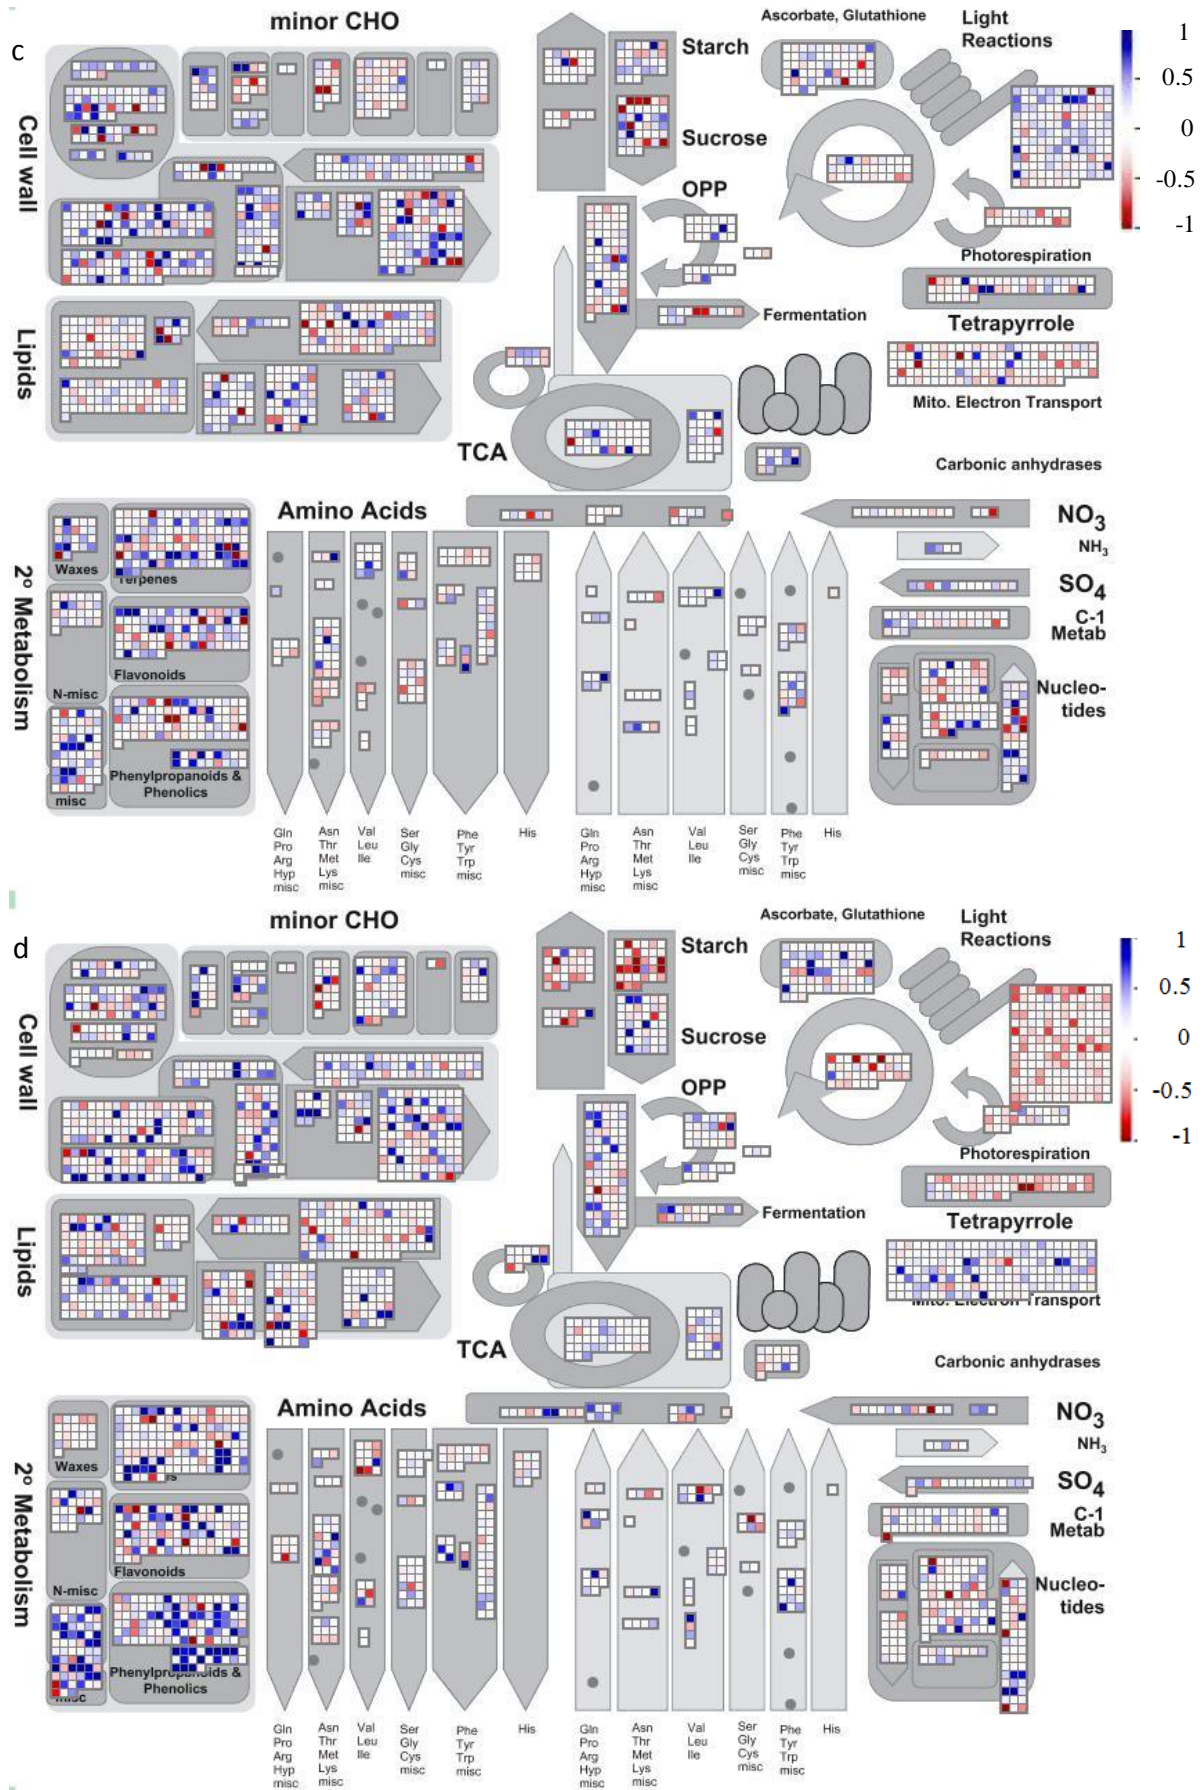 c
minor CHO
Cell wall
Lipids
Starch
Sucrose
OPP
Ascorbate, Glutathione
Light
Reactions
1
0.5
0
-0.5
-1
Photorespiration
Tetrapyrrole
Mito. Electron Transport
Fermentation
TCA
Carbonic anhydrases
2º Metabolism
Waxes
Terpenes
N-misc
Flavonoids
misc
Phenylpropanoids &
Phenolics
Amino Acids
NO3
NH3
SO4
C-1
Metab
Nucleo-
tides
Gln
Pro
Arg
Hyp
misc
Asn
Thr
Met
Lys
misc
Val
Leu
Ile
Ser
Gly
Cys
misc
Phe
Tyr
Trp
misc
His
Gln
Pro
Arg
Hyp
misc
Asn
Thr
Met
Lys
misc
Val
Leu
Ile
Ser
Gly
Cys
misc
Phe
Tyr
Trp
misc
His
d
minor CHO
Cell wall
Lipids
Starch
Sucrose
OPP
Ascorbate, Glutathione
Light
Reactions
1
0.5
0
-0.5
-1
Photorespiration
Tetrapyrrole
Mito. Electron Transport
Fermentation
TCA
Carbonic anhydrases
2º Metabolism
Waxes
N-misc
Flavonoids
misc
Phenylpropanoids &
Phenolics
Amino Acids
NO3
NH3
SO4
C-1
Metab
Nucleo-
tides
Gln
Pro
Arg
Hyp
misc
Asn
Thr
Met
Lys
misc
Val
Leu
Ile
Ser
Gly
Cys
misc
Phe
Tyr
Trp
misc
His
Gln
Pro
Arg
Hyp
misc
Asn
Thr
Met
Lys
misc
Val
Leu
Ile
Ser
Gly
Cys
misc
Phe
Tyr
Trp
misc
His